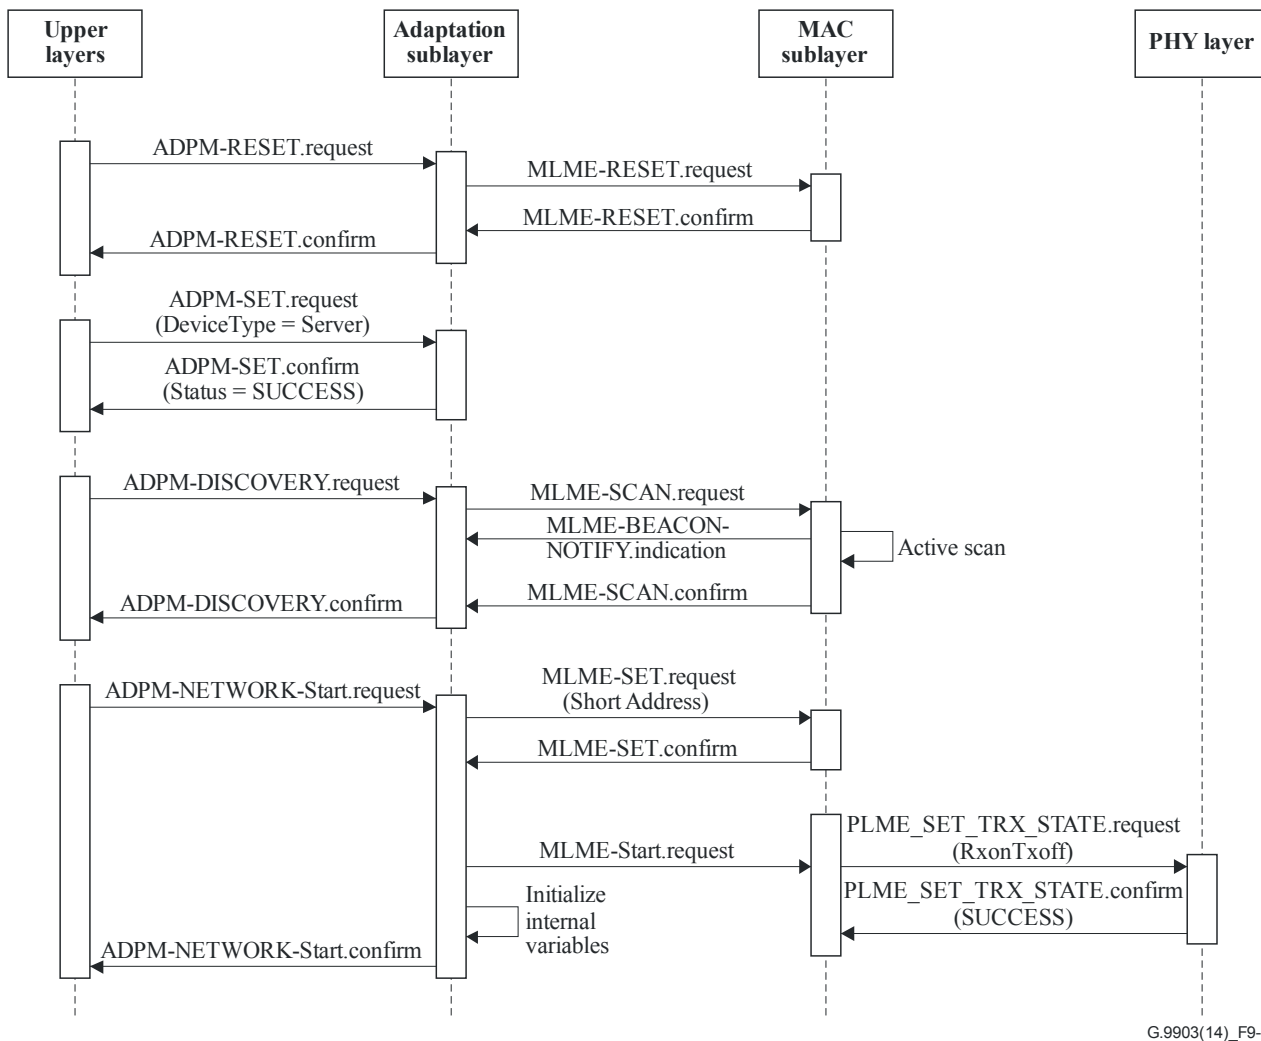 Upper
layers
Adaptation
sublayer
MAC
sublayer
PHY layer
ADPM-RESET.request
MLME-RESET.request
MLME-RESET.confirm
ADPM-RESET.confirm
ADPM-SET.request
(DeviceType = Server)
ADPM-SET.confirm
(Status = SUCCESS)
ADPM-DISCOVERY.request
MLME-SCAN.request
MLME-BEACON-
NOTIFY.indication
Active scan
MLME-SCAN.confirm
ADPM-DISCOVERY.confirm
ADPM-NETWORK-Start.request
MLME-SET.request
(Short Address)
MLME-SET.confirm
PLME_SET_TRX_STATE.request
(RxonTxoff)
MLME-Start.request
PLME_SET_TRX_STATE.confirm
(SUCCESS)
Initialize
internal
variables
ADPM-NETWORK-Start.confirm
G.9903(14)_F9-